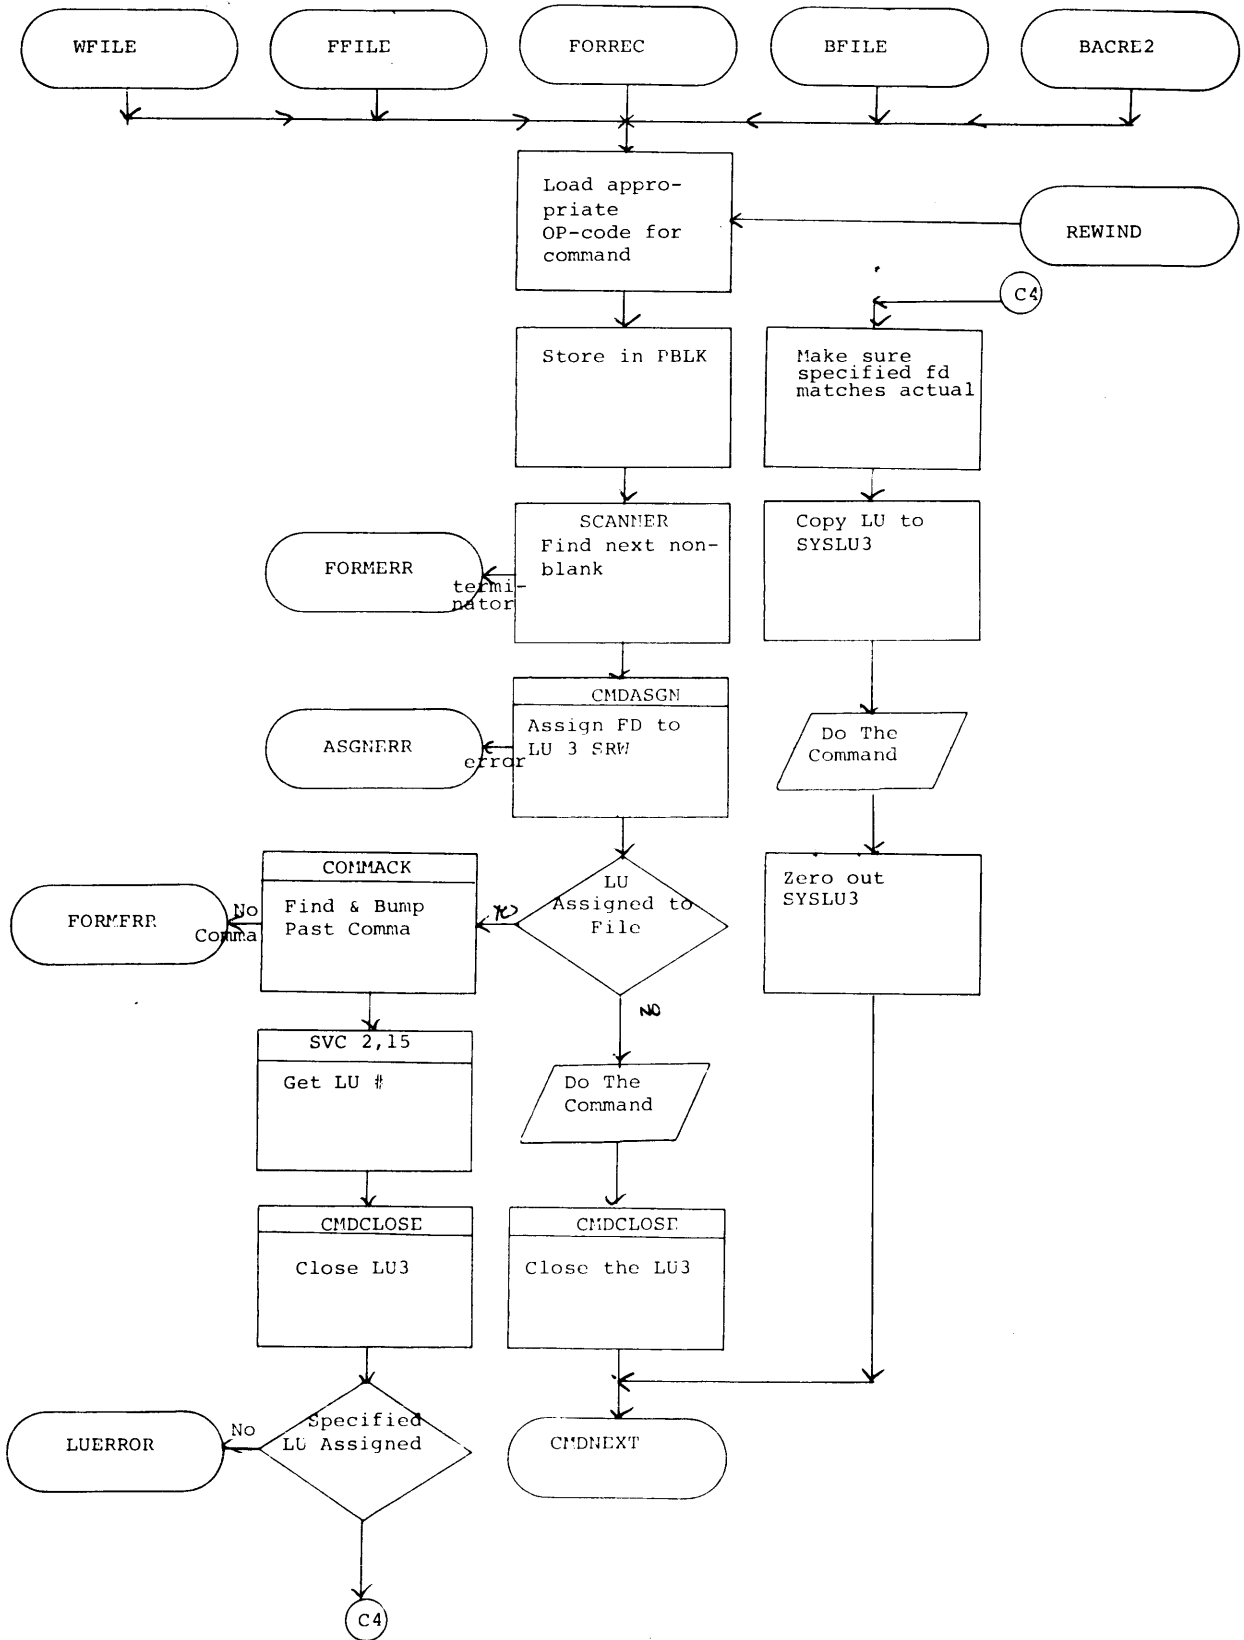 WFILE
FFILE
FORREC
BFILE
BACRE2
Load appro-
priate
OP-code for
command
REWIND
C4
Store in PBLK
Make sure
specified fd
matches actual
SCANNER
Find next non-
blank
FORMERR
termi-
nator
Copy LU to
SYSLU3
CMDASGN
Assign FD to
LU 3 SRW
ASGNERR
error
Do The
Command
COMMACK
Find & Bump
Past Comma
FORMERR
No
Comma
LU
Assigned to
File
NO
Zero out
SYSLU3
SVC 2,15
Get LU #
Do The
Command
CMDCLOSE
Close LU3
CMDCLOSE
Close the LU3
Specified
LU Assigned
No
LUERROR
CMDNEXT
C4